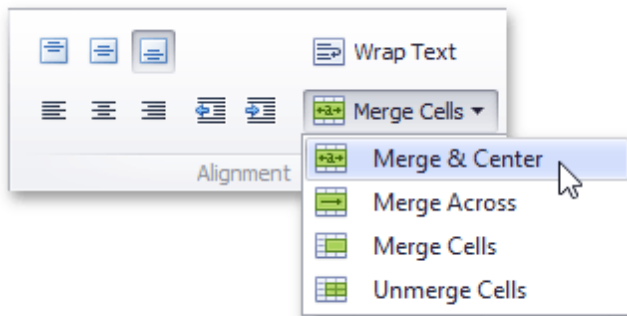 Wrap Text
Merge Cells
Alignment
Merge & Center
Merge Across
Merge Cells
Unmerge Cells